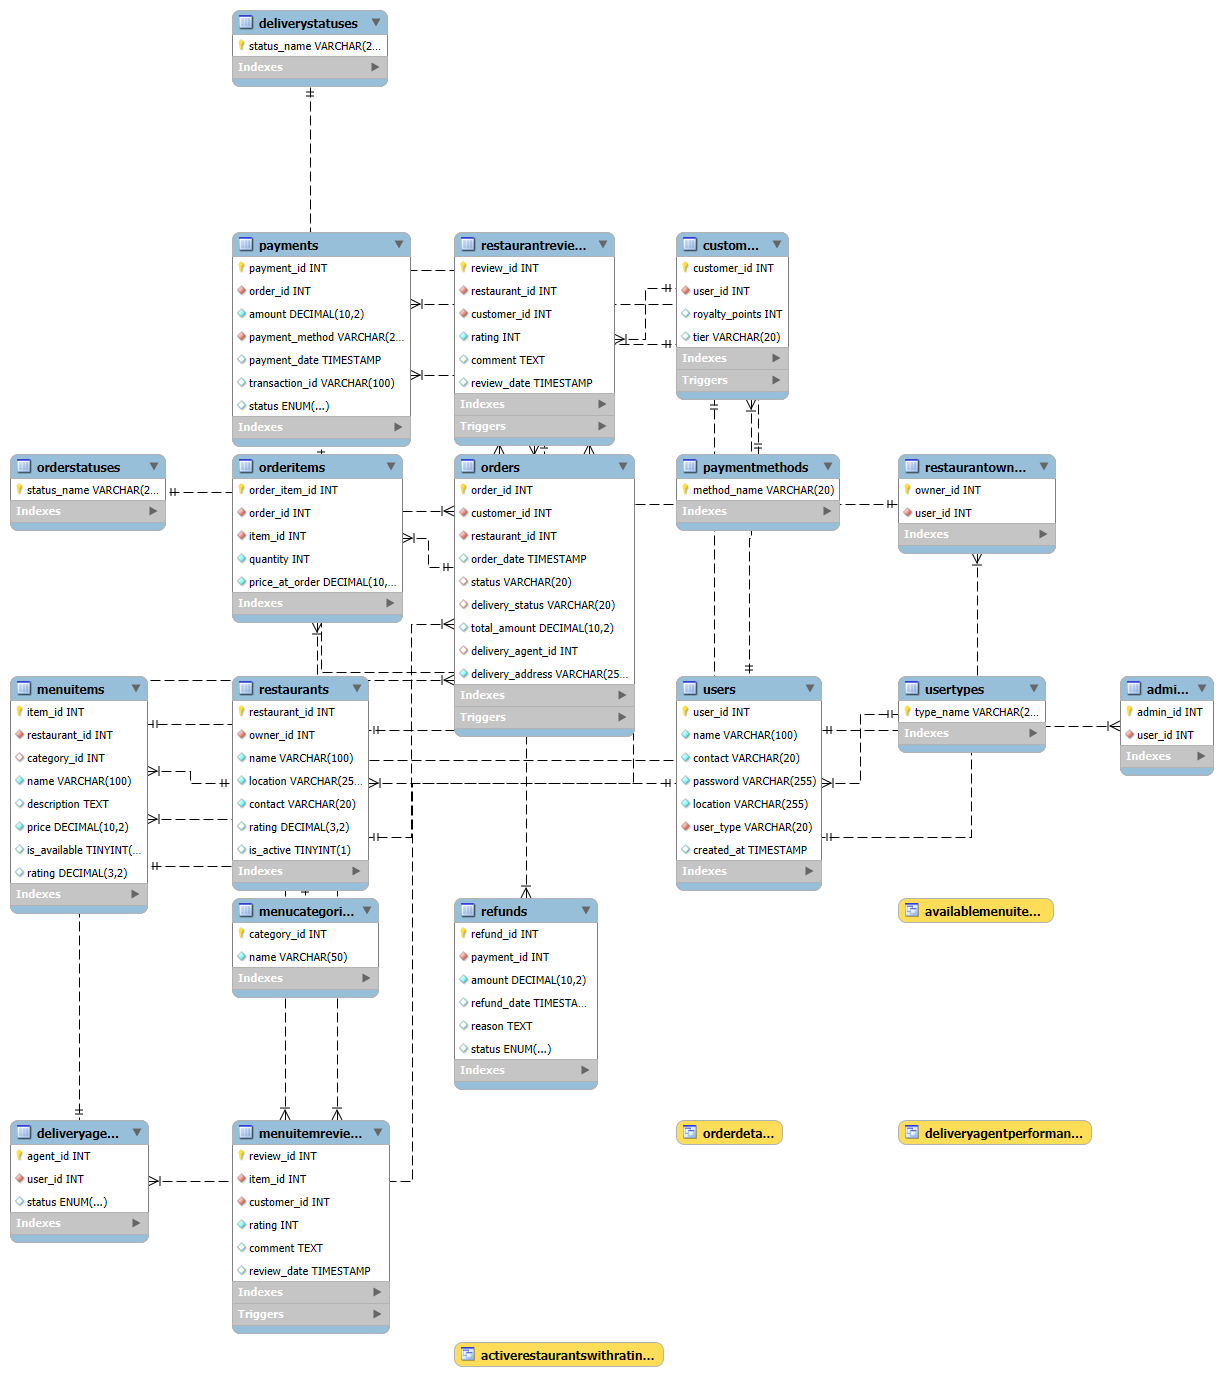 deliverystatuses
status_name VARCHAR(2...
Indexes
payments
payment_id INT
order_id INT
amount DECIMAL(10,2)
payment_method VARCHAR(2...
payment_date TIMESTAMP
transaction_id VARCHAR(100)
status ENUM(...)
Indexes
restaurantrevie...
review_id INT
restaurant_id INT
customer_id INT
rating INT
comment TEXT
review_date TIMESTAMP
Indexes
Triggers
custom...
customer_id INT
user_id INT
royalty_points INT
tier VARCHAR(20)
Indexes
Triggers
orderstatuses
status_name VARCHAR(2...
Indexes
orderitems
order_item_id INT
order_id INT
item_id INT
quantity INT
price_at_order DECIMAL(10,...
Indexes
orders
order_id INT
customer_id INT
restaurant_id INT
order_date TIMESTAMP
status VARCHAR(20)
delivery_status VARCHAR(20)
total_amount DECIMAL(10,2)
delivery_agent_id INT
delivery_address VARCHAR(25...
Indexes
Triggers
paymentmethods
method_name VARCHAR(20)
Indexes
restaurantown...
owner_id INT
user_id INT
Indexes
menuitems
item_id INT
restaurant_id INT
category_id INT
name VARCHAR(100)
description TEXT
price DECIMAL(10,2)
is_available TINYINT(...
rating DECIMAL(3,2)
Indexes
restaurants
restaurant_id INT
owner_id INT
name VARCHAR(100)
location VARCHAR(25...
contact VARCHAR(20)
rating DECIMAL(3,2)
is_active TINYINT(1)
Indexes
users
user_id INT
name VARCHAR(100)
contact VARCHAR(20)
password VARCHAR(255)
location VARCHAR(255)
user_type VARCHAR(20)
created_at TIMESTAMP
Indexes
usertypes
type_name VARCHAR(2...
Indexes
admi...
admin_id INT
user_id INT
Indexes
menucategori...
category_id INT
name VARCHAR(50)
Indexes
refunds
refund_id INT
payment_id INT
amount DECIMAL(10,2)
refund_date TIMESTA...
reason TEXT
status ENUM(...)
Indexes
availablemenuite...
deliveryage...
agent_id INT
user_id INT
status ENUM(...)
Indexes
menuitemrevie...
review_id INT
item_id INT
customer_id INT
rating INT
comment TEXT
review_date TIMESTAMP
Indexes
Triggers
orderdeta...
deliveryagentperforman...
activerestaurantswithratin...